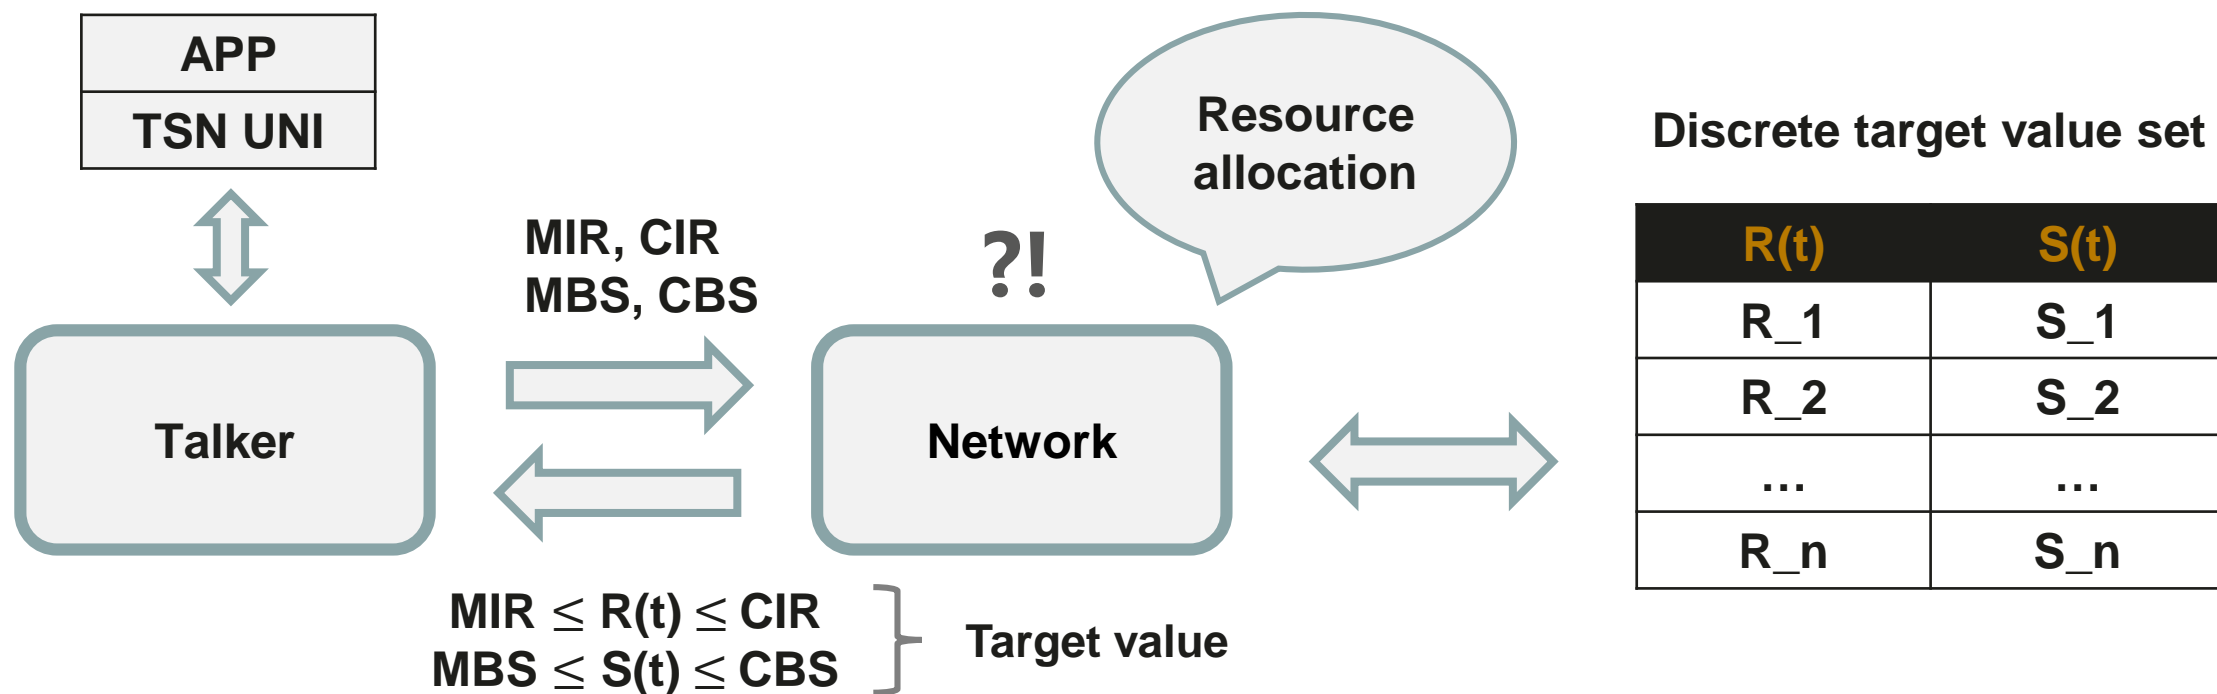 APP
TSN UNI
Talker
MIR, CIR
MBS, CBS
?!
Network
Resource
allocation
MIR ≤ R(t) ≤ CIR
MBS ≤ S(t) ≤ CBS
Target value
Discrete target value set
R(t) S(t)
R_1 S_1
R_2 S_2
... ...
R_n S_n